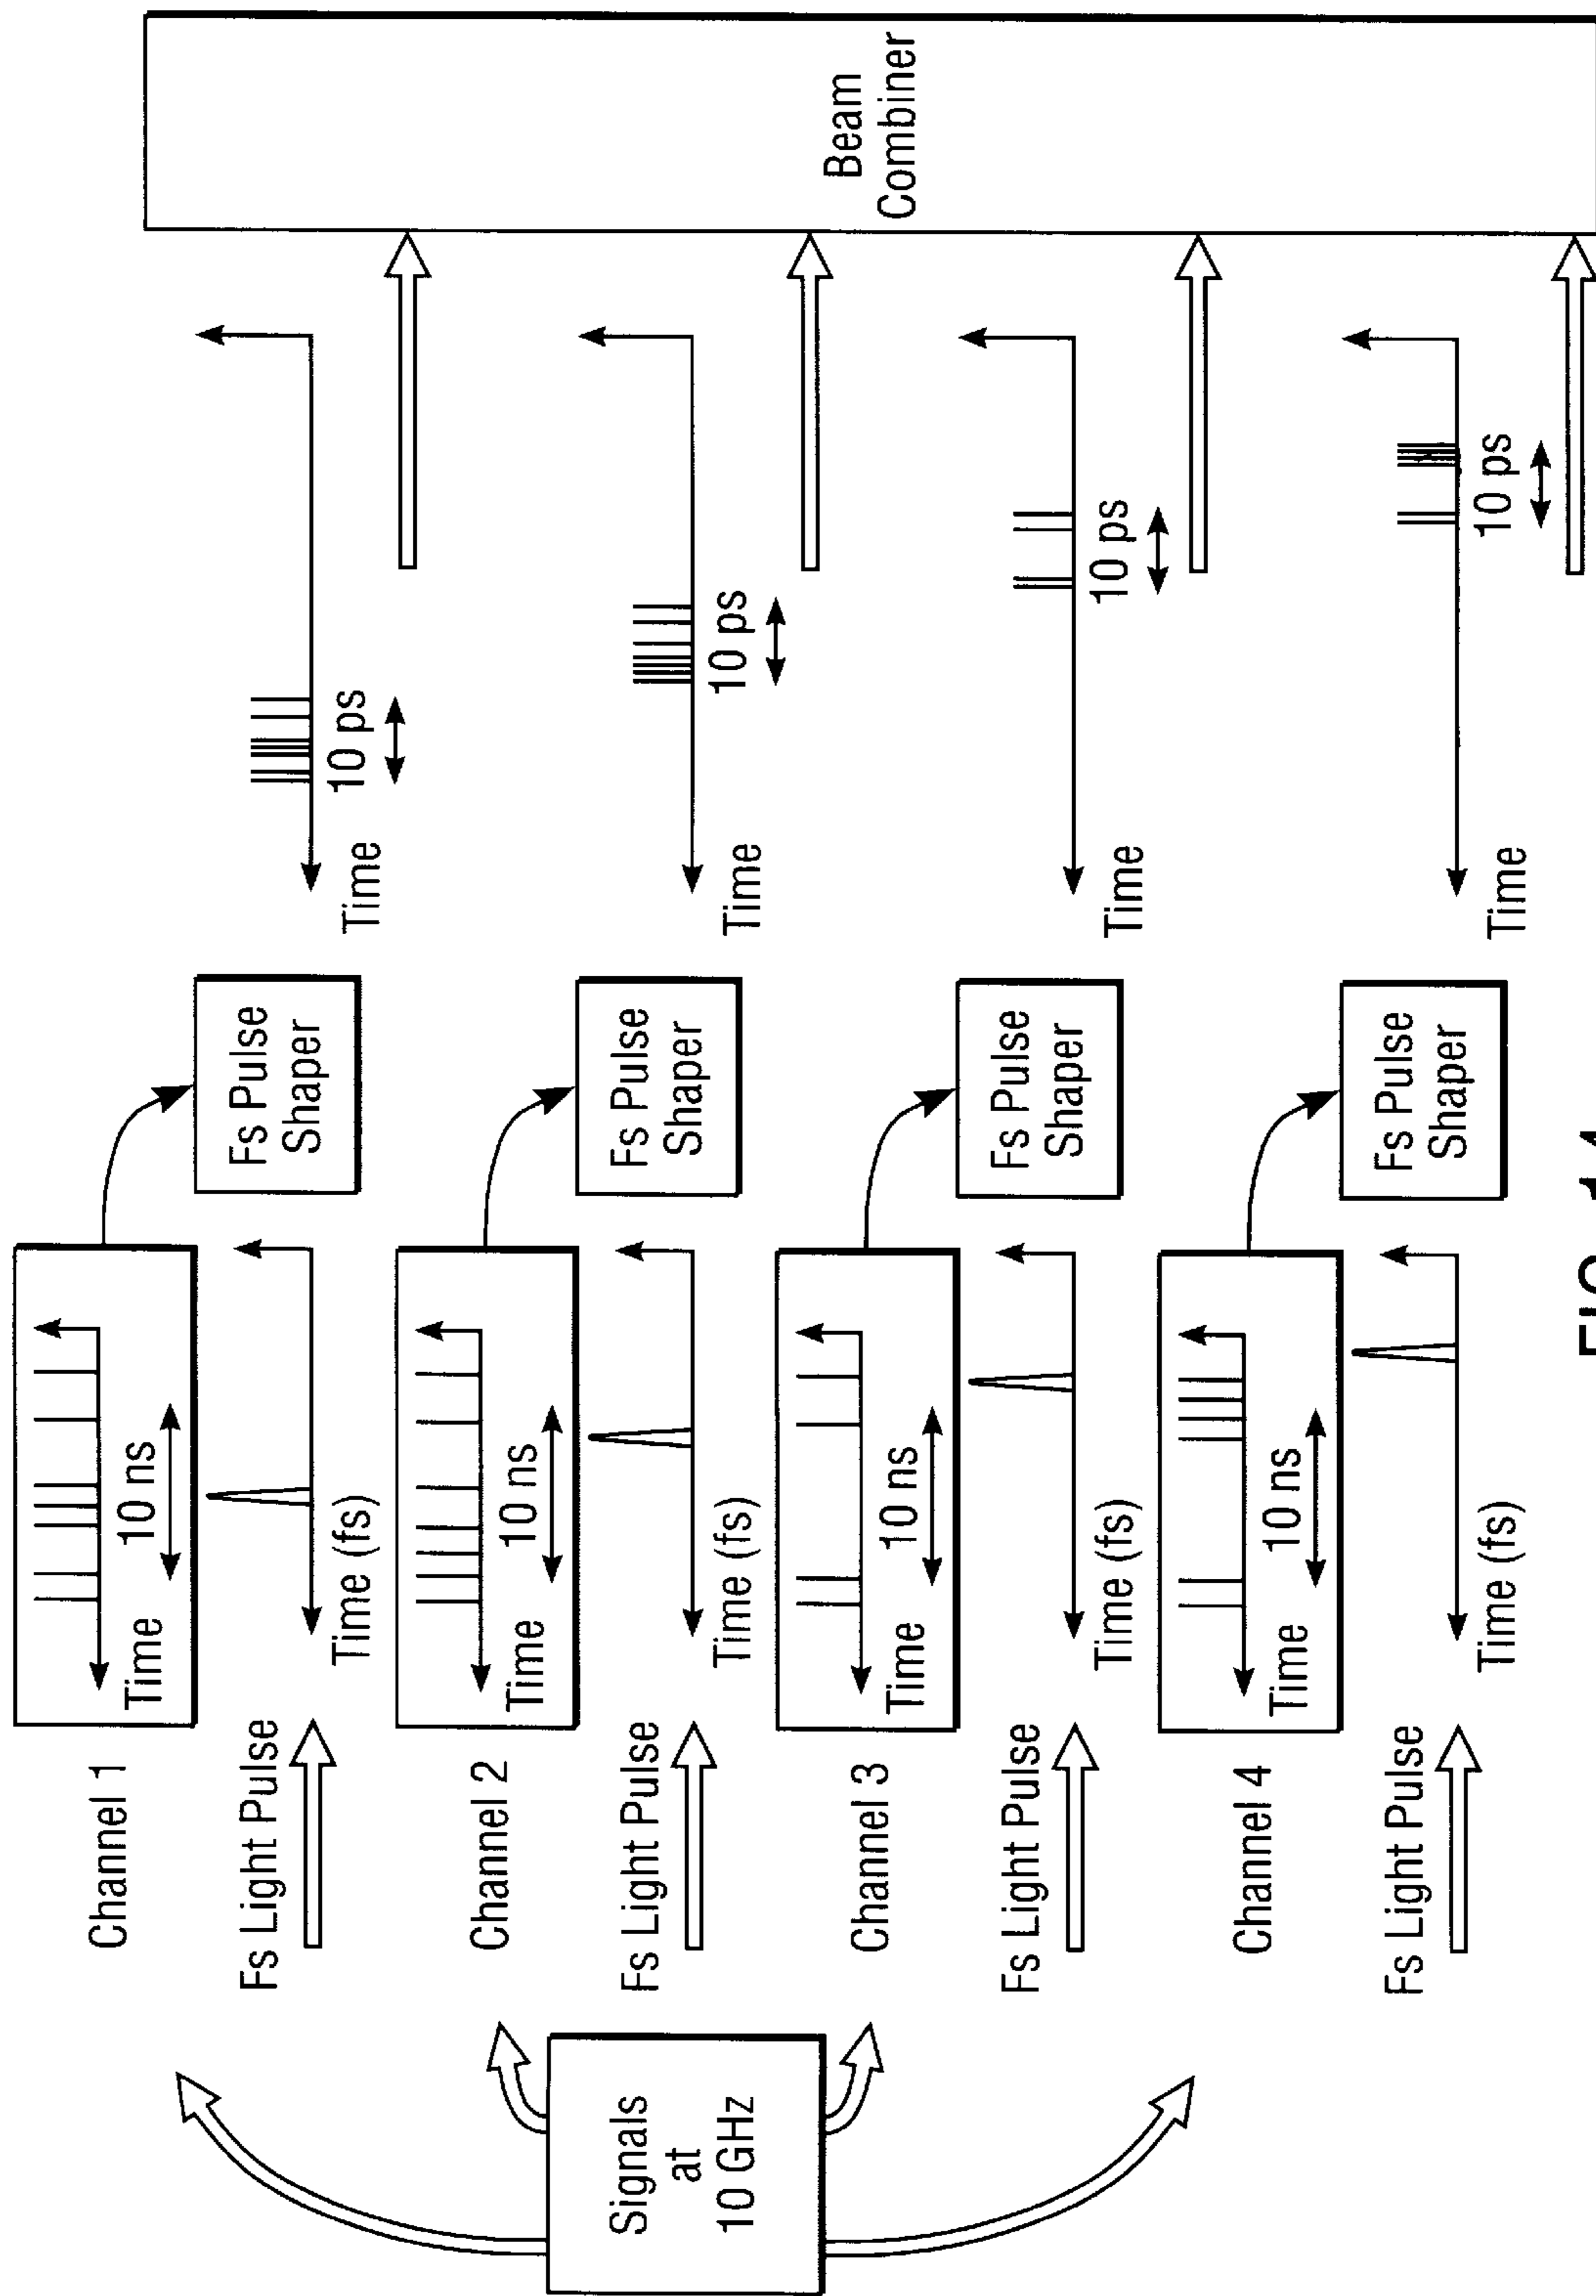 Signals
at
10 GHz
Channel 1
Time
10 ns
Fs Light Pulse
Time (fs)
Fs Pulse
Shaper
Time
10 ps
Channel 2
Time
10 ns
Fs Light Pulse
Time (fs)
Fs Pulse
Shaper
Time
10 ps
Channel 3
Time
10 ns
Fs Light Pulse
Time (fs)
Fs Pulse
Shaper
Time
10 ps
Channel 4
Time
10 ns
Fs Light Pulse
Time (fs)
Fs Pulse
Shaper
Time
10 ps
Beam
Combiner